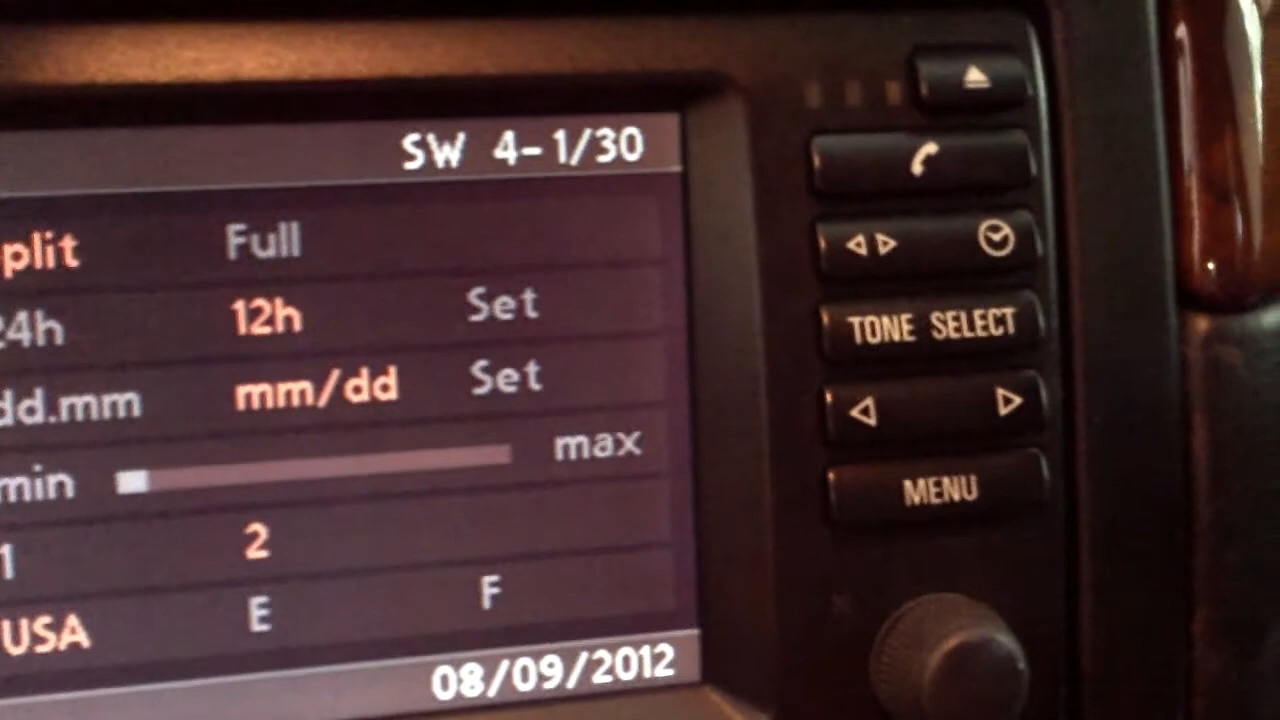 SW 4-1/30
plit Full
24h 12h Set
dd.mm mm/dd Set
min max
1 2
USA E F
08/09/2012
TONE SELECT
MENU